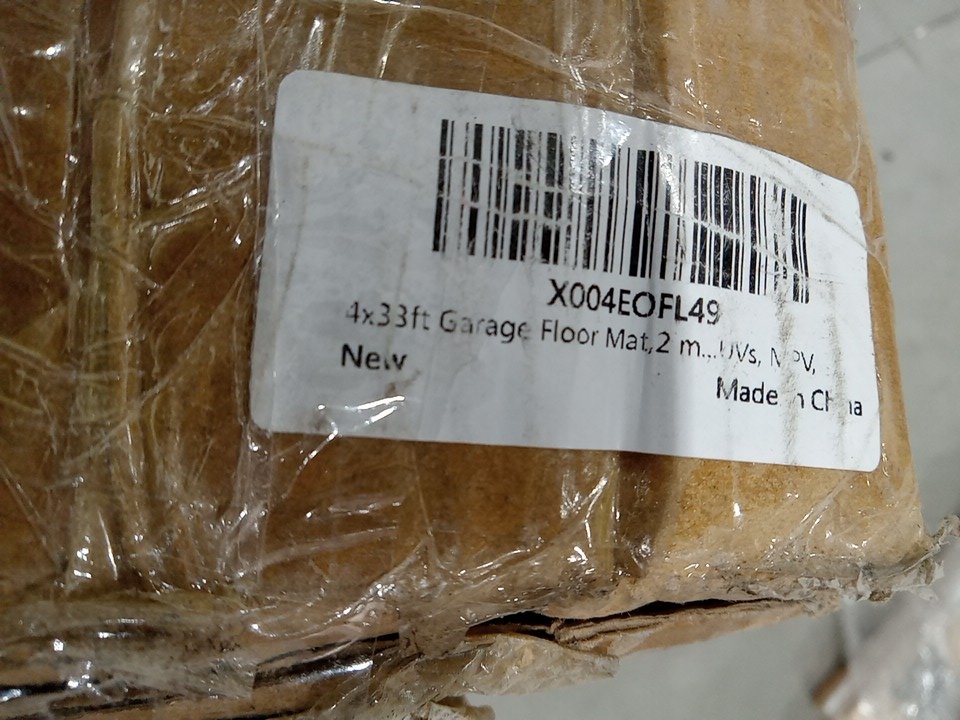 X004EOFL49
4x33ft Garage Floor Mat,2 m...UVs, MPV,
New
Made in China